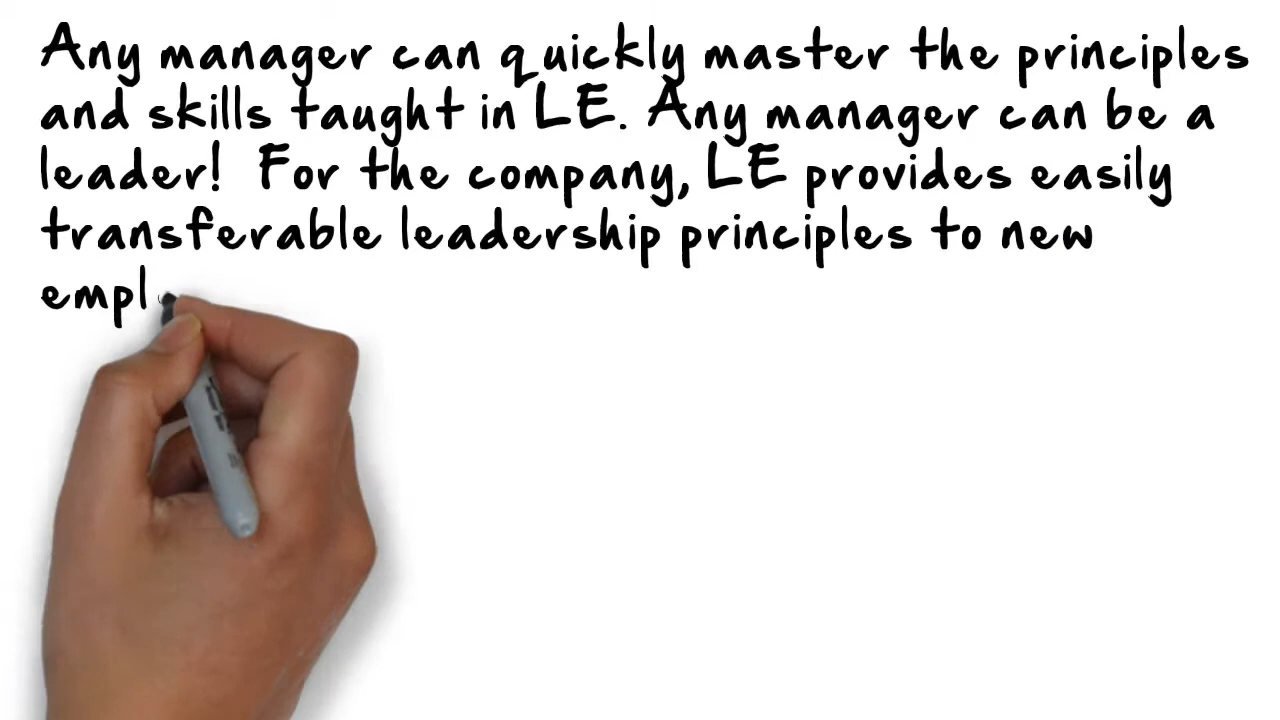 Any manager can quickly master the principles
and skills taught in LE. Any manager can be a
leader!  For the company, LE provides easily
transferable leadership principles to new
empl